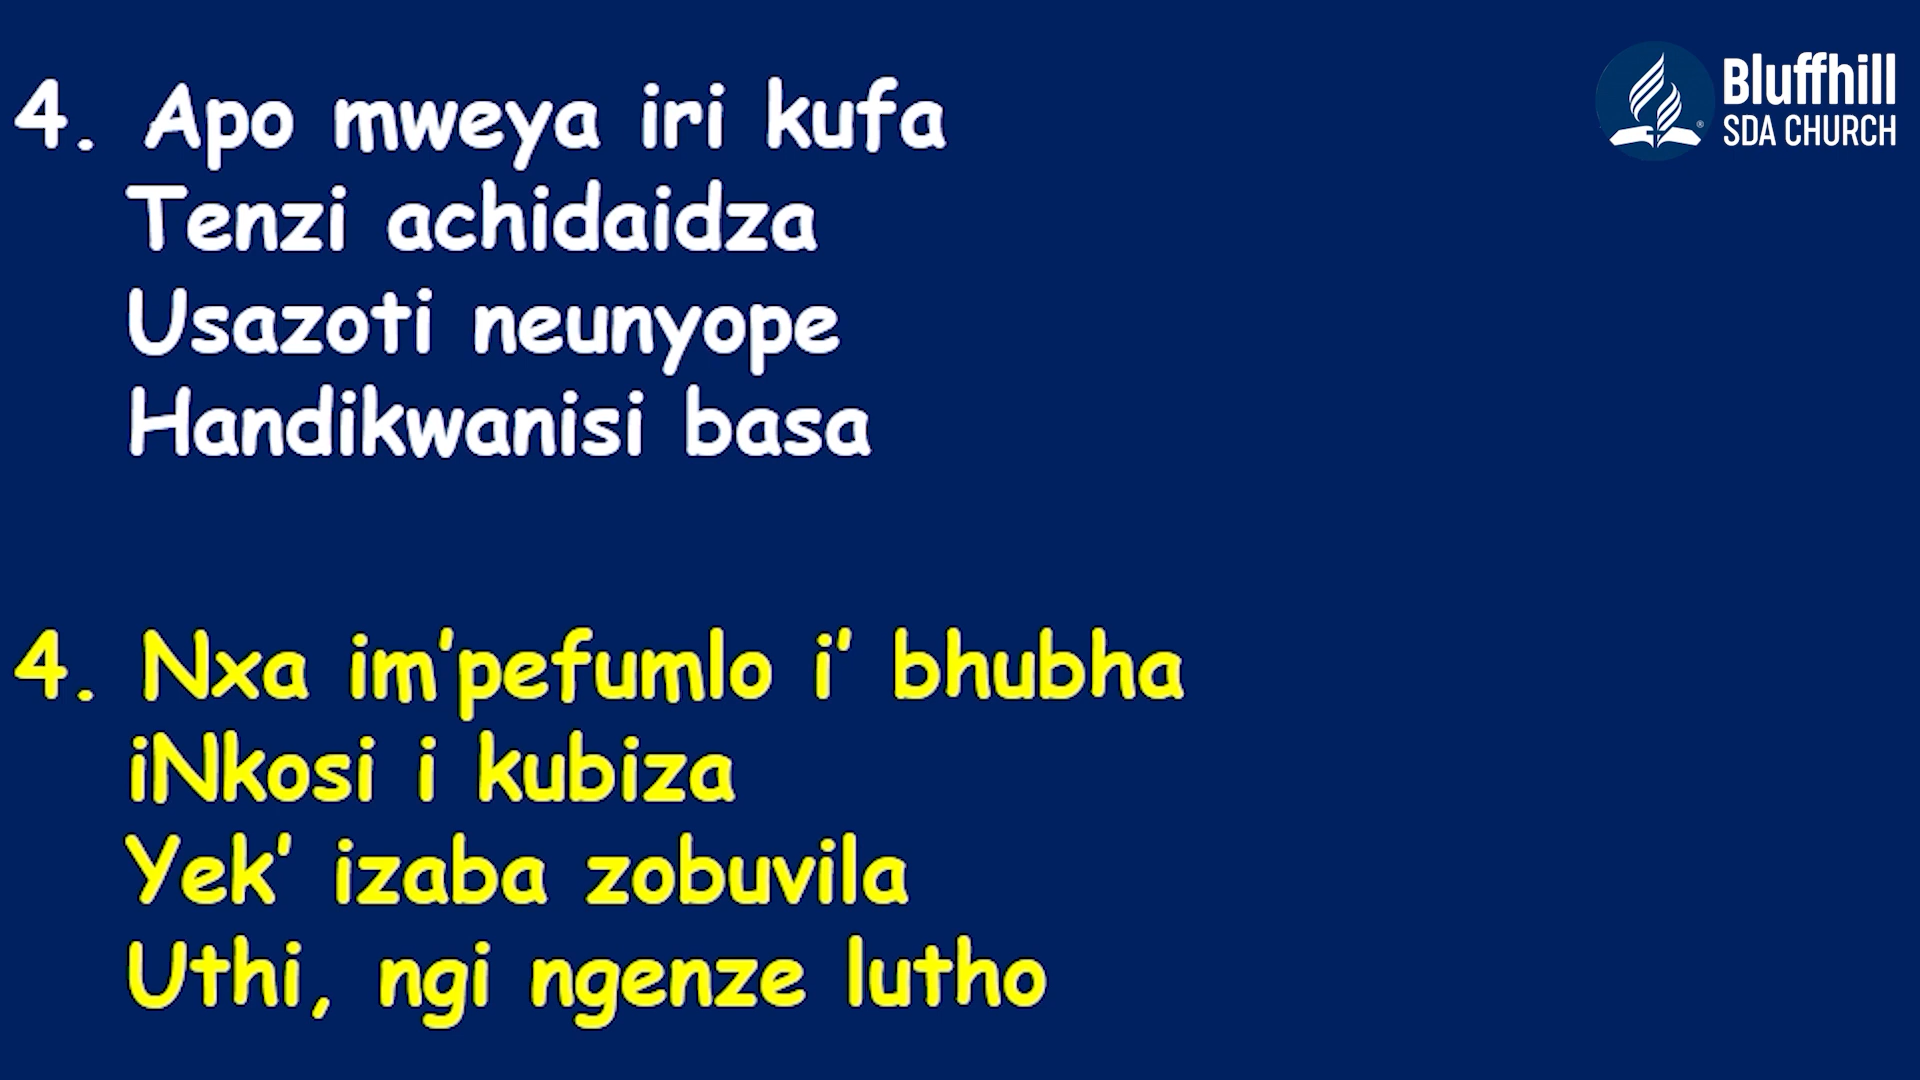 4. Apo mweya iri kufa
Tenzi achidaidza
Usazoti neunyope
Handikwanisi basa
4. Nxa im'pefumlo i' bhubha
iNkosi i kubiza
Yek' izaba zobuvila
Uthi, ngi ngenze lutho
Bluffhill
SDA CHURCH